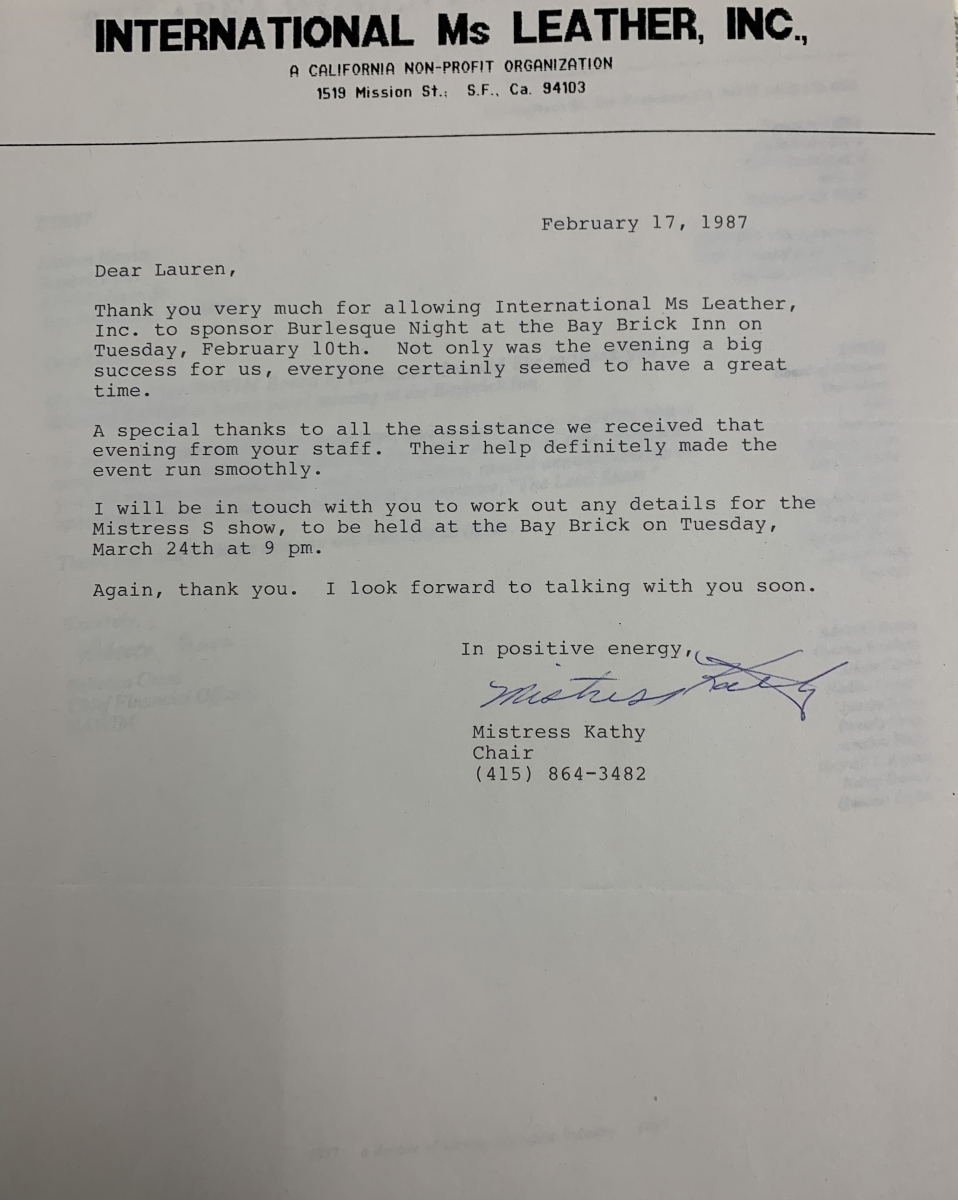 INTERNATIONAL Ms LEATHER, INC.,
A CALIFORNIA NON-PROFIT ORGANIZATION
1519 Mission St.; S.F., Ca. 94103
February 17, 1987
Dear Lauren,
Thank you very much for allowing International Ms Leather,
Inc. to sponsor Burlesque Night at the Bay Brick Inn on
Tuesday, February 10th. Not only was the evening a big
success for us, everyone certainly seemed to have a great
time.
A special thanks to all the assistance we received that
evening from your staff. Their help definitely made the
event run smoothly.
I will be in touch with you to work out any details for the
Mistress S show, to be held at the Bay Brick on Tuesday,
March 24th at 9 pm.
Again, thank you. I look forward to talking with you soon.
In positive energy,
Mistress Kathy
Mistress Kathy
Chair
(415) 864-3482